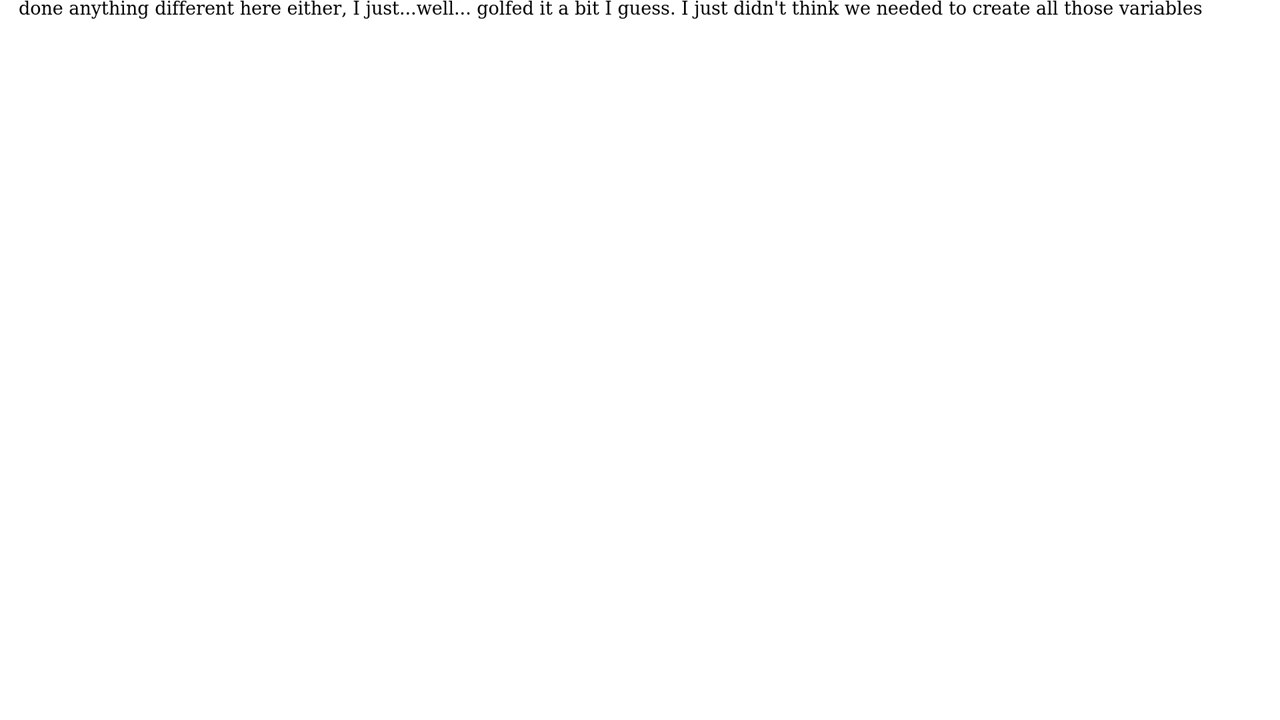 done anything different here either, I just...well... golfed it a bit I guess. I just didn't think we needed to create all those variables